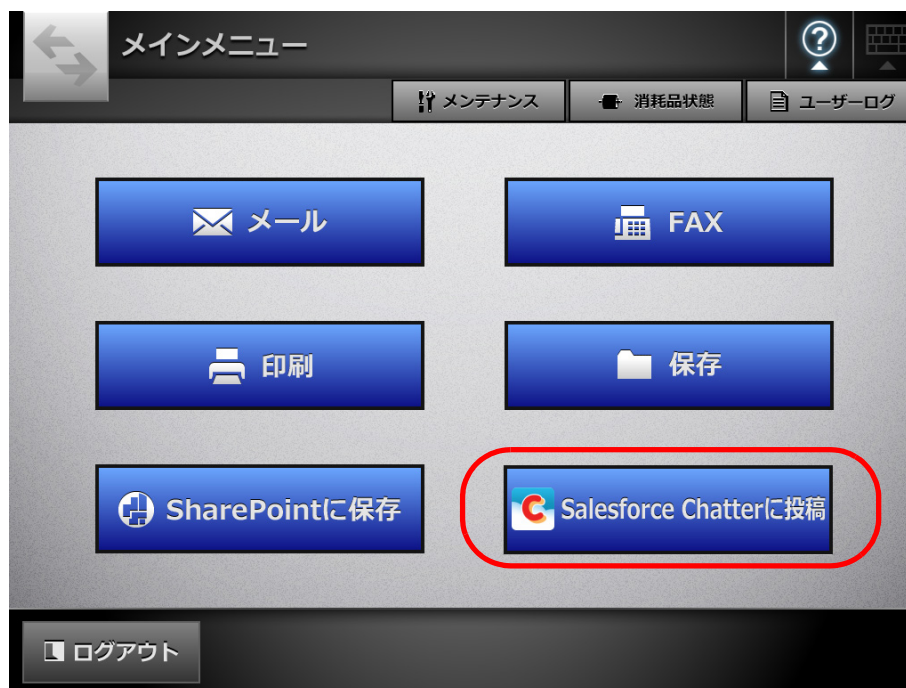 メインメニュー
?
メンテナンス
消耗品状態
ユーザーログ
メール
FAX
印刷
保存
SharePointに保存
C Salesforce Chatterに投稿
ログアウト